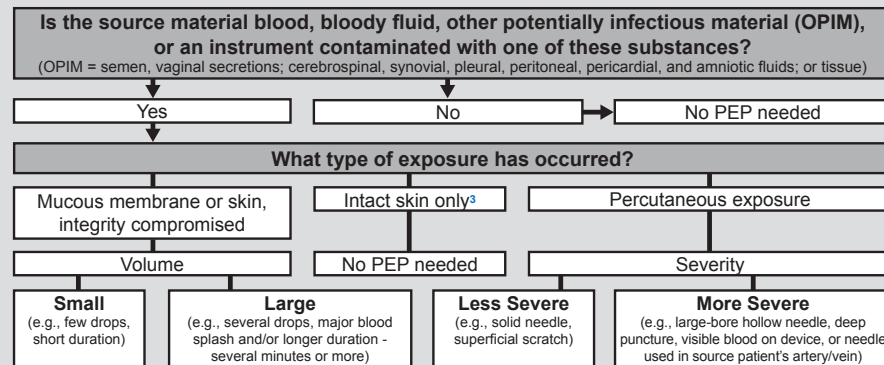 Is the source material blood, bloody fluid, other potentially infectious material (OPIM),
or an instrument contaminated with one of these substances?
(OPIM = semen, vaginal secretions; cerebrospinal, synovial, pleural, peritoneal, pericardial, and amniotic fluids; or tissue)
Yes
No
No PEP needed
What type of exposure has occurred?
Mucous membrane or skin,
integrity compromised
Intact skin only3
Percutaneous exposure
Volume
No PEP needed
Severity
Small
(e.g., few drops,
short duration)
Large
(e.g., several drops, major blood
splash and/or longer duration -
several minutes or more)
Less Severe
(e.g., solid needle,
superficial scratch)
More Severe
(e.g., large-bore hollow needle, deep
puncture, visible blood on device, or needle
used in source patient's artery/vein)